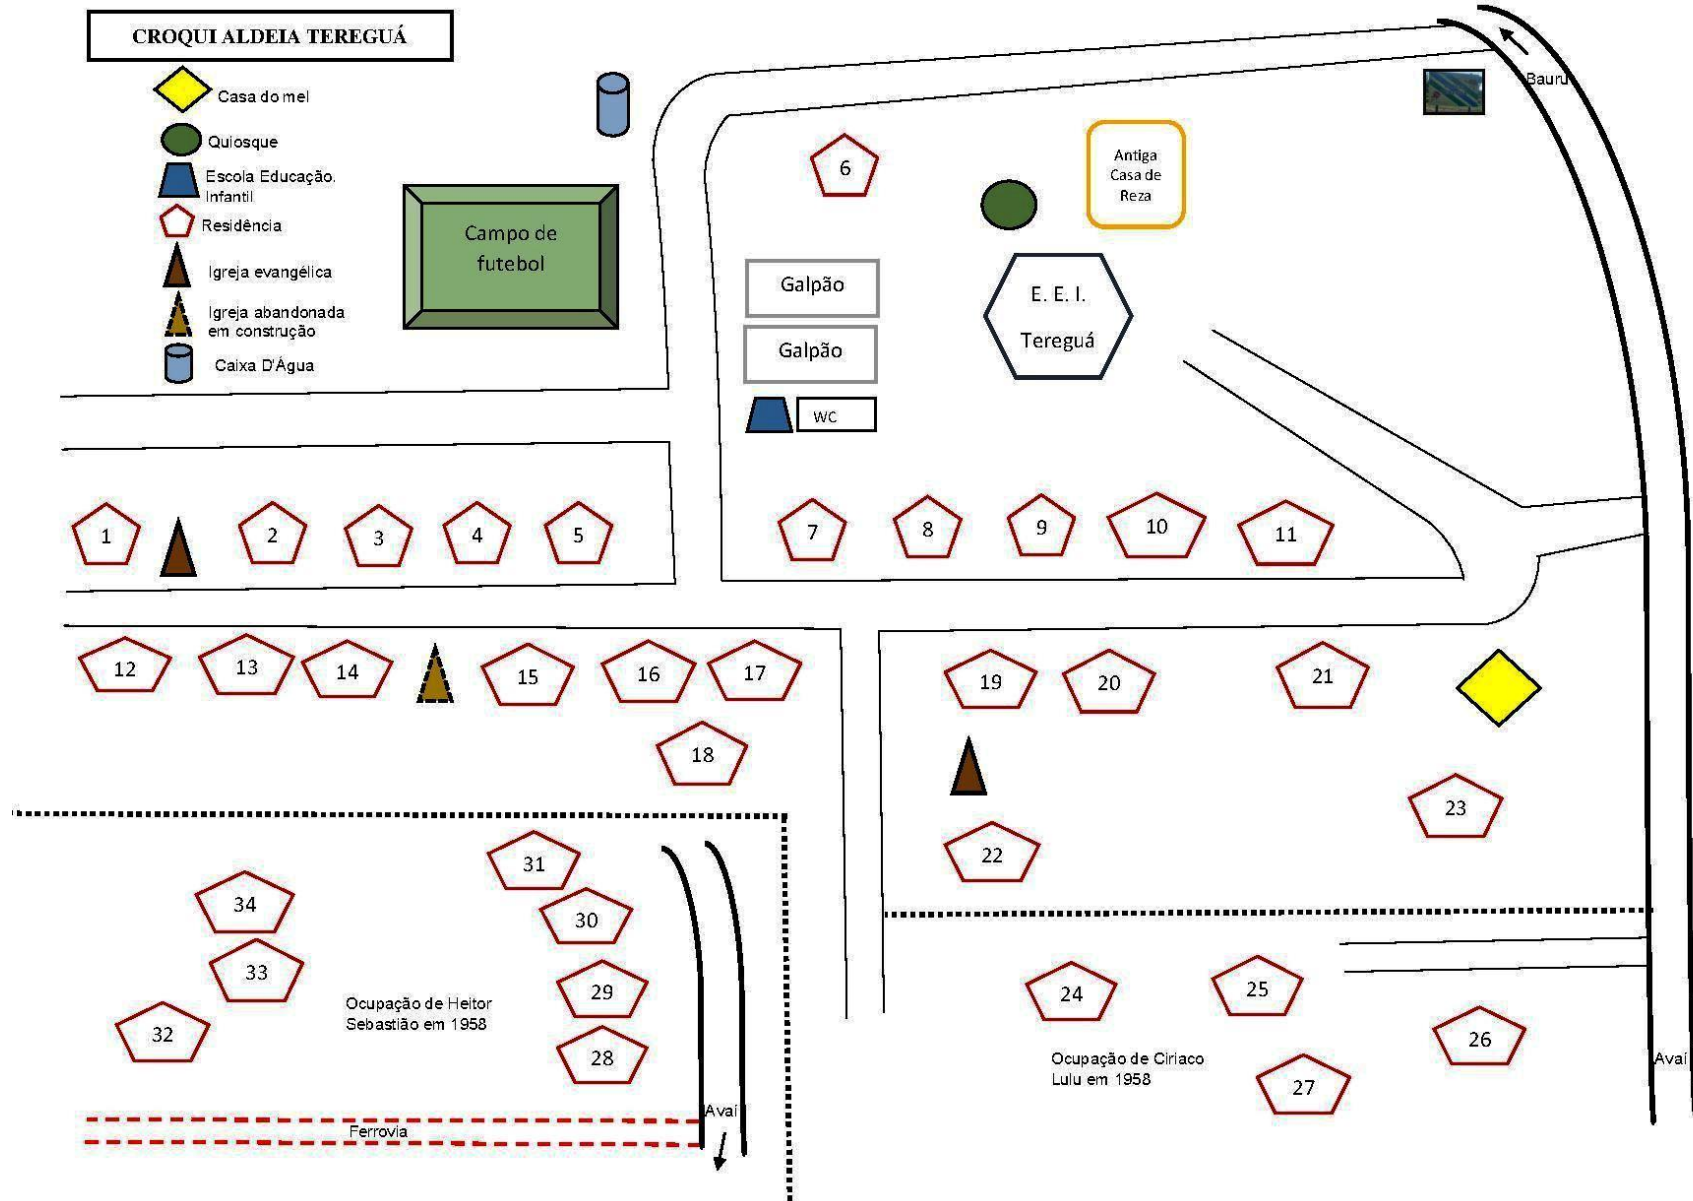 CROQUI ALDEIA TEREGUÁ
Casa do mel
Quiosque
Escola Educação.
Infantil
Residência
Igreja evangélica
Igreja abandonada
em construção
Caixa D'Água
Campo de
futebol
Bauru
6
Antiga
Casa de
Reza
Galpão
Galpão
E. E. I.
Tereguá
WC
1
2
3
4
5
7
8
9
10
11
12
13
14
15
16
17
18
19
20
21
22
23
31
30
34
33
32
29
28
Ocupação de Heitor
Sebastião em 1958
24
25
26
27
Ocupação de Ciriaco
Lulu em 1958
Avaí
Avaí
Ferrovia